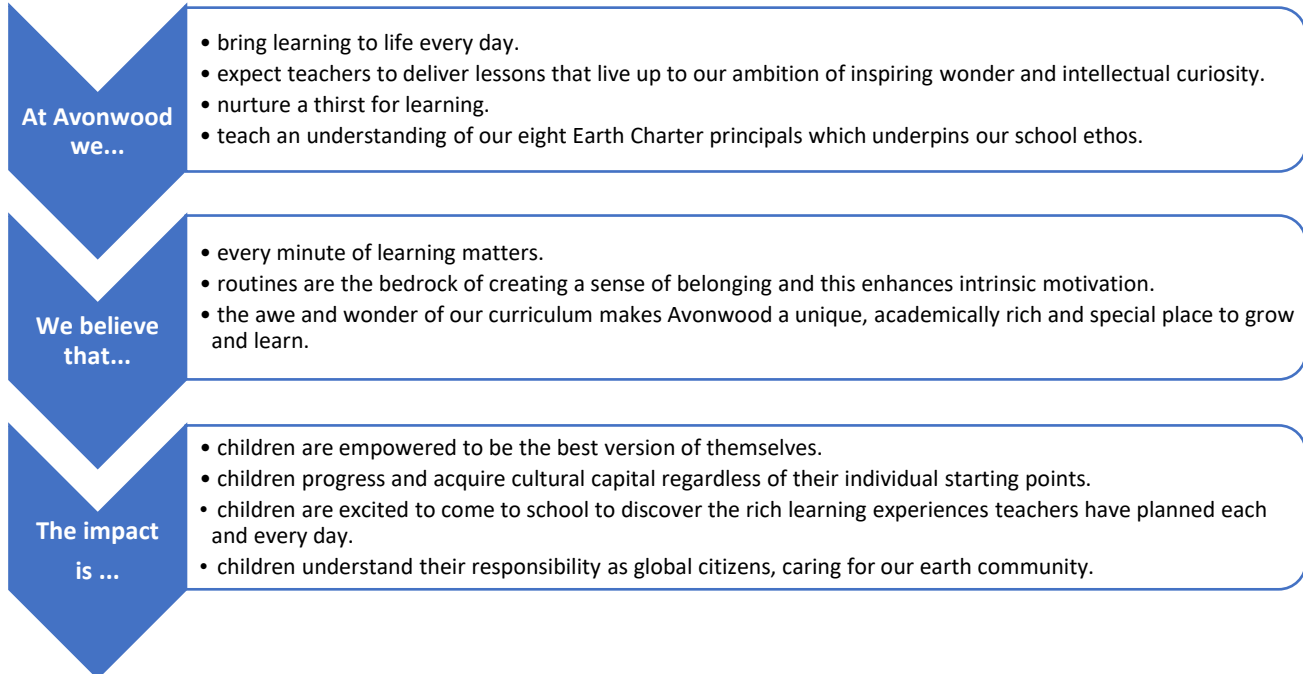 At Avonwood
we...
• bring learning to life every day.
• expect teachers to deliver lessons that live up to our ambition of inspiring wonder and intellectual curiosity.
• nurture a thirst for learning.
• teach an understanding of our eight Earth Charter principals which underpins our school ethos.
We believe
that...
• every minute of learning matters.
• routines are the bedrock of creating a sense of belonging and this enhances intrinsic motivation.
• the awe and wonder of our curriculum makes Avonwood a unique, academically rich and special place to grow
and learn.
The impact
is ...
• children are empowered to be the best version of themselves.
• children progress and acquire cultural capital regardless of their individual starting points.
• children are excited to come to school to discover the rich learning experiences teachers have planned each
and every day.
• children understand their responsibility as global citizens, caring for our earth community.